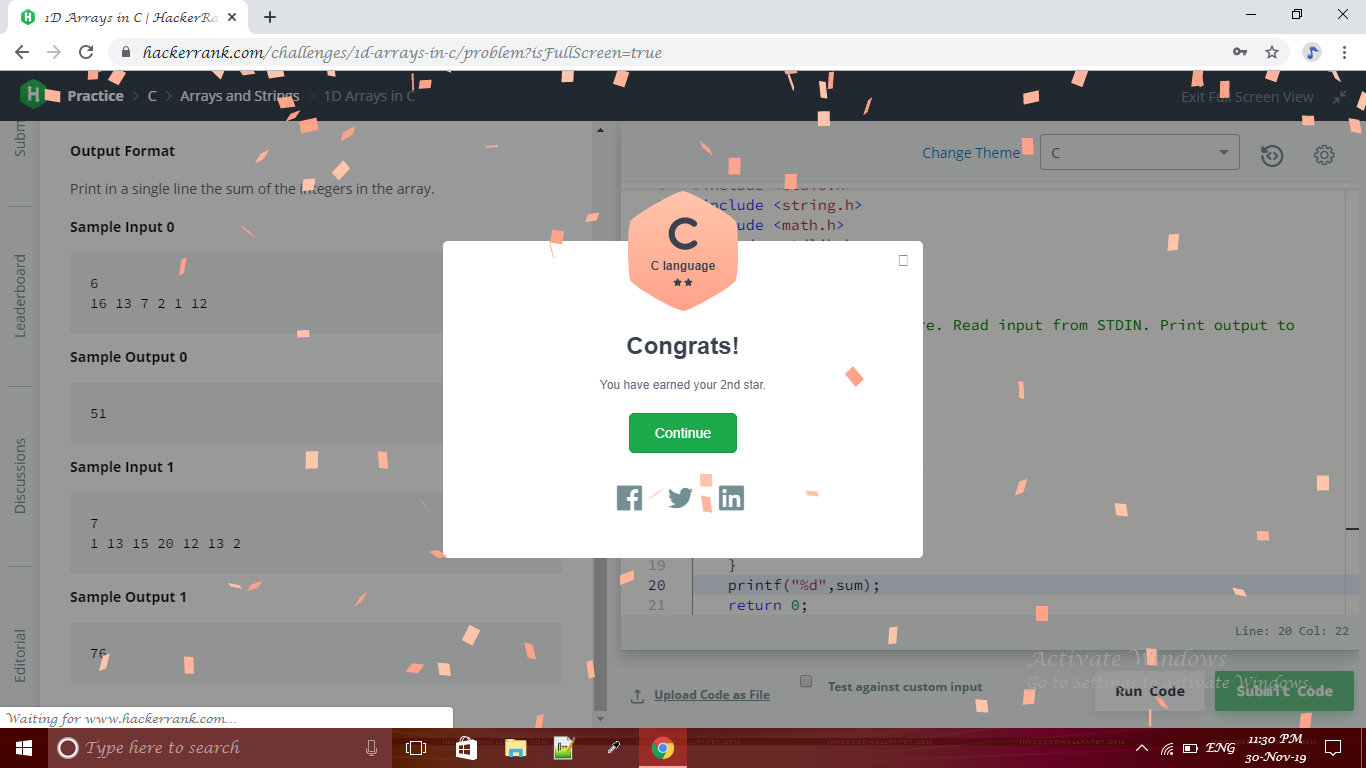 1D Arrays in C | HackerRa
hackerrank.com/challenges/1d-arrays-in-c/problem?isFullScreen=true
H Practice > C > Arrays and Strings > 1D Arrays in C
Exit Full Screen View
Subm
Leaderboard
Discussions
Editorial
Output Format
Print in a single line the sum of the integers in the array.
Sample Input 0
6
16 13 7 2 1 12
Sample Output 0
51
Sample Input 1
7
1 13 15 20 12 13 2
Sample Output 1
76
Change Theme
C
include <string.h>
ude <math.h>
re. Read input from STDIN. Print output to
C
C language
Congrats!
You have earned your 2nd star.
Continue
19 }
20 printf("%d",sum);
21 return 0;
Line: 20 Col: 22
Activate Windows
Go to Settings to activate Windows.
Upload Code as File
Test against custom input
Run Code
Submit Code
Waiting for www.hackerrank.com...
Type here to search
ENG
11:30 PM
30-Nov-19